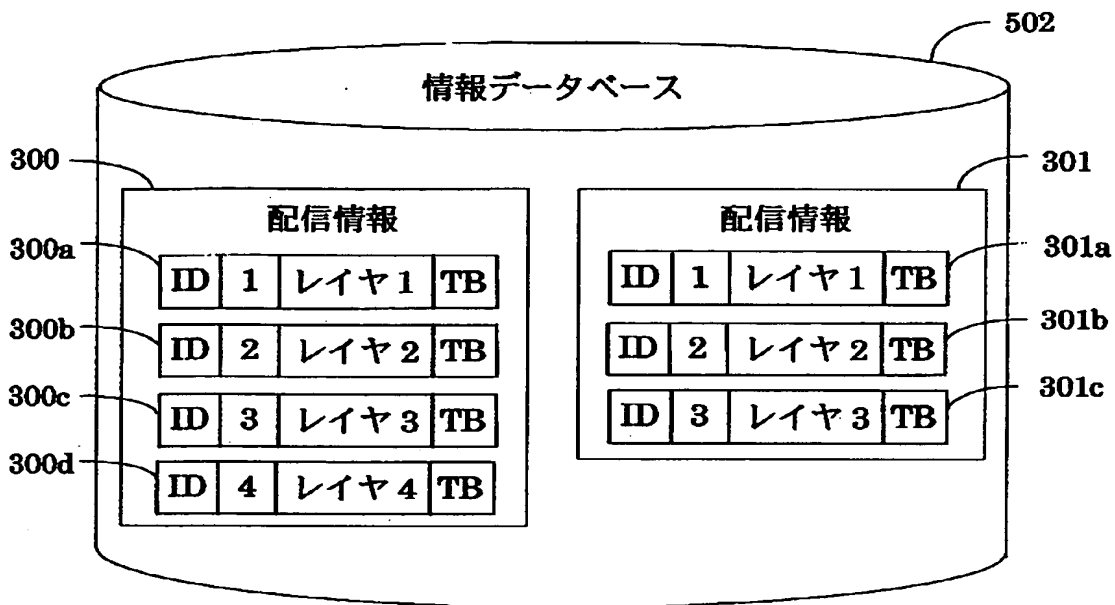 502
情報データベース
300
配信情報
300a
ID 1 レイヤ1 TB
300b
ID 2 レイヤ2 TB
300c
ID 3 レイヤ3 TB
300d
ID 4 レイヤ4 TB
301
配信情報
301a
ID 1 レイヤ1 TB
301b
ID 2 レイヤ2 TB
301c
ID 3 レイヤ3 TB